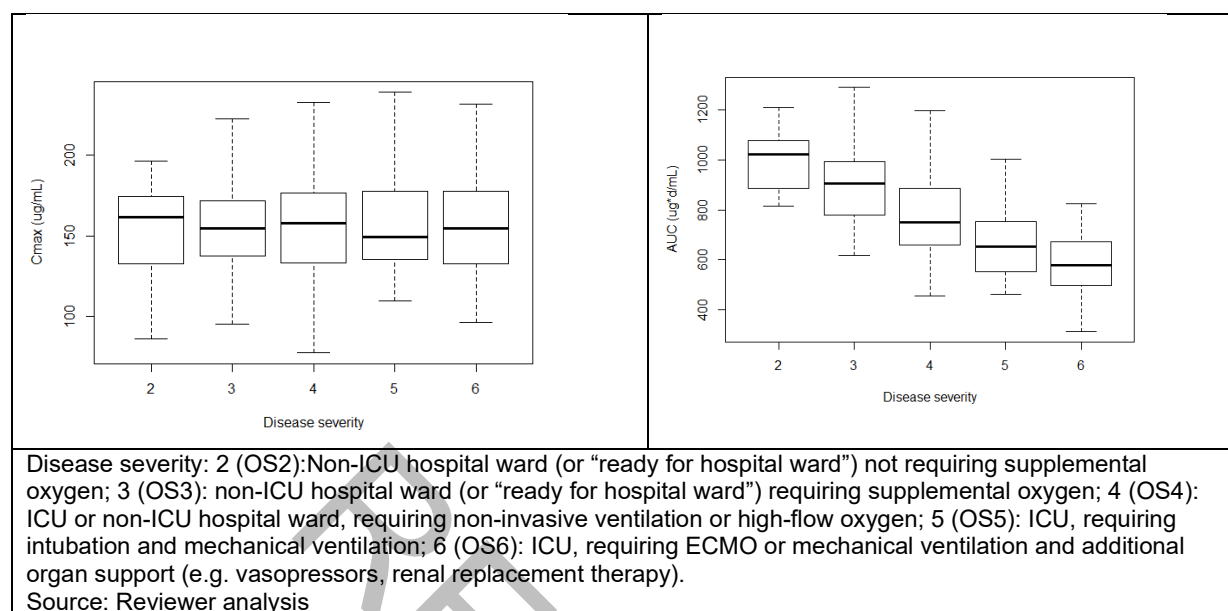 Cmax (ug/mL)
200
150
100
2 3 4 5 6
Disease severity
AUC (ug*d/mL)
1200
1000
800
600
400
2 3 4 5 6
Disease severity
Disease severity: 2 (OS2):Non-ICU hospital ward (or “ready for hospital ward”) not requiring supplemental
oxygen; 3 (OS3): non-ICU hospital ward (or “ready for hospital ward”) requiring supplemental oxygen; 4 (OS4):
ICU or non-ICU hospital ward, requiring non-invasive ventilation or high-flow oxygen; 5 (OS5): ICU, requiring
intubation and mechanical ventilation; 6 (OS6): ICU, requiring ECMO or mechanical ventilation and additional
organ support (e.g. vasopressors, renal replacement therapy).
Source: Reviewer analysis